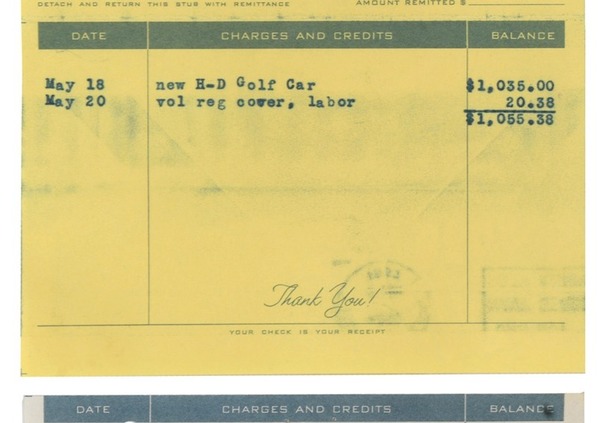 DETACH AND RETURN THIS STUB WITH REMITTANCE AMOUNT REMITTED $
DATE CHARGES AND CREDITS BALANCE
May 18 new H-D Golf Car $1,035.00
May 20 vol reg cover, labor 20.38
$1,055.38
Thank You!
YOUR CHECK IS YOUR RECEIPT
DATE CHARGES AND CREDITS BALANCE